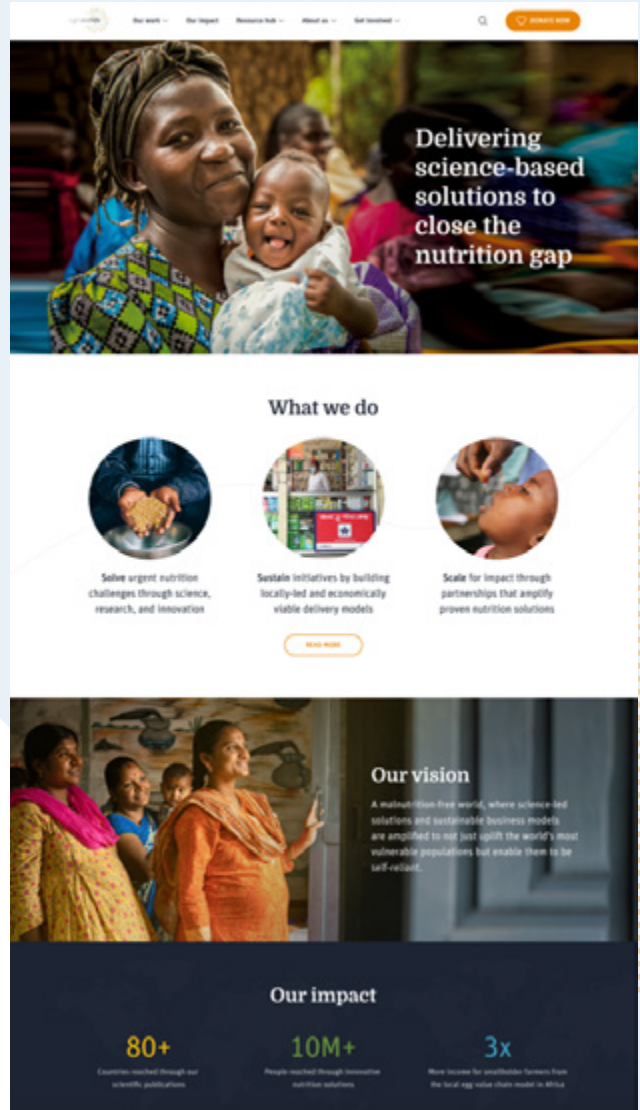 Our work
Our impact
Resource hub
About us
Get involved
DONATE NOW
Delivering
science-based
solutions to
close the
nutrition gap
What we do
Solve urgent nutrition
challenges through science,
research, and innovation
Sustain initiatives by building
locally-led and economically
viable delivery models
Scale for impact through
partnerships that amplify
proven nutrition solutions
READ MORE
Our vision
A malnutrition-free world, where science-led
solutions and sustainable business models
are amplified to not just uplift the world's most
vulnerable populations but enable them to be
self-reliant.
Our impact
80+
10M+
3x
Countries reached through our
scientific publications
People reached through innovative
nutrition solutions
More income for smallholder farmers from
the local egg value chain model in Africa